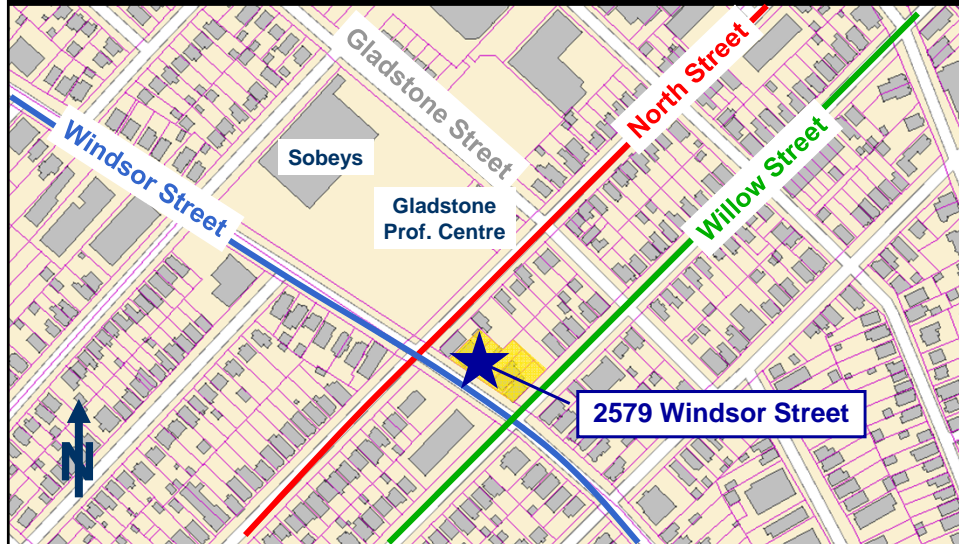 Gladstone Street
North Street
Windsor Street
Sobeys
Willow Street
Gladstone
Prof. Centre
2579 Windsor Street
N